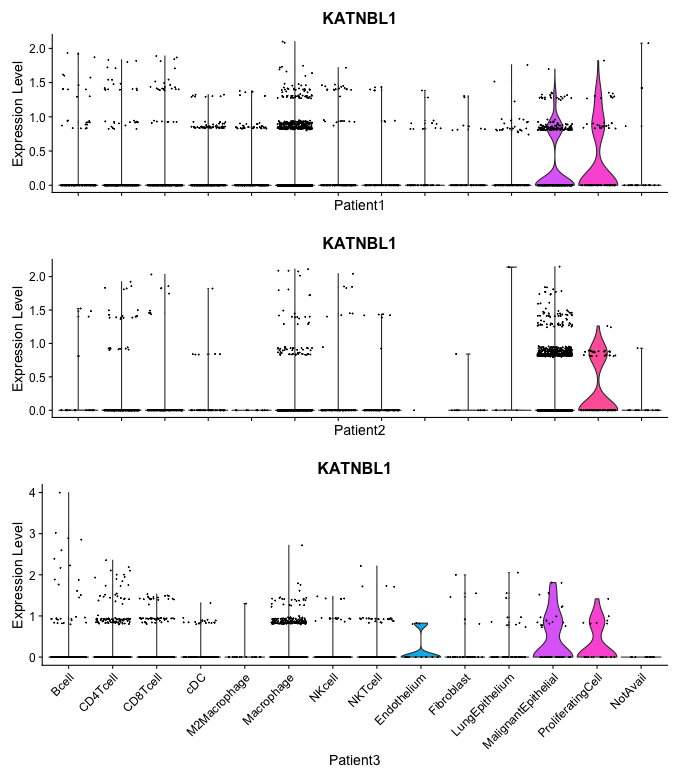 KATNBL1
Expression Level
2.0
1.5
1.0
0.5
0.0
Patient1
KATNBL1
Expression Level
2.0
1.5
1.0
0.5
0.0
Patient2
KATNBL1
Expression Level
4
3
2
1
0
Bcell
CD4Tcell
CD8Tcell
cDC
M2Macrophage
Macrophage
NKcell
NKTcell
Endothelium
Fibroblast
LungEpithelium
MalignantEpithelial
ProliferatingCell
NotAvail
Patient3